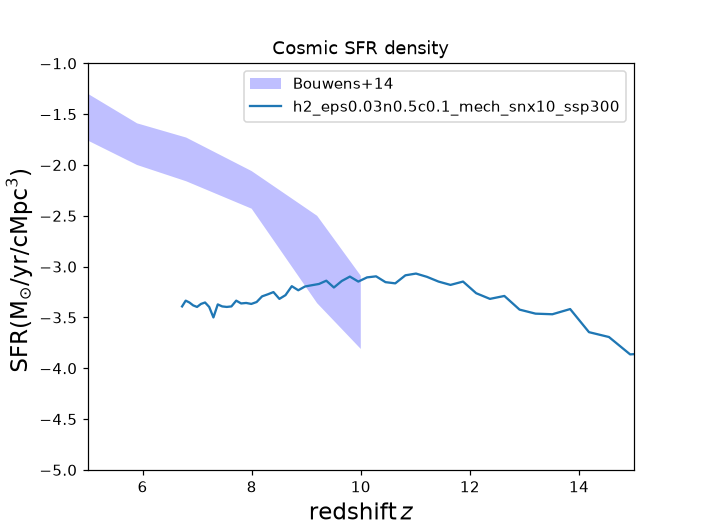 Cosmic SFR density
Bouwens+14
h2_eps0.03n0.5c0.1_mech_snx10_ssp300
SFR(M⊙/yr/cMpc³)
−1.0
−1.5
−2.0
−2.5
−3.0
−3.5
−4.0
−4.5
−5.0
6 8 10 12 14
redshift z